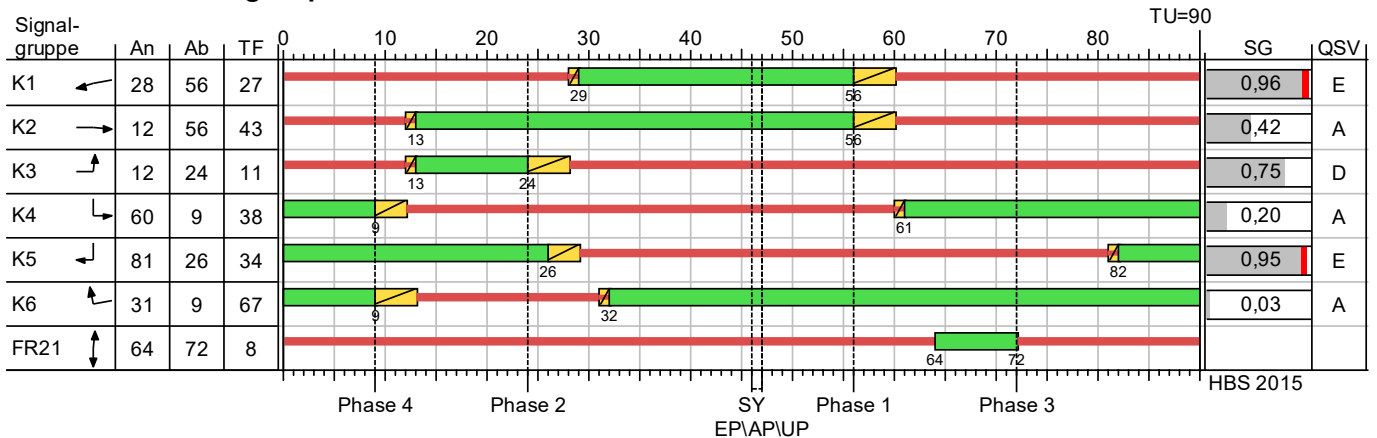 TU=90
Signal-
gruppe An Ab TF 0 10 20 30 40 50 60 70 80 SG QSV
K1 28 56 27 29 56 0,96 E
K2 12 56 43 13 56 0,42 A
K3 12 24 11 13 24 0,75 D
K4 60 9 38 9 61 0,20 A
K5 81 26 34 26 82 0,95 E
K6 31 9 67 9 32 0,03 A
FR21 64 72 8 64 72
HBS 2015
Phase 4 Phase 2 SY Phase 1 Phase 3
EP\AP\UP